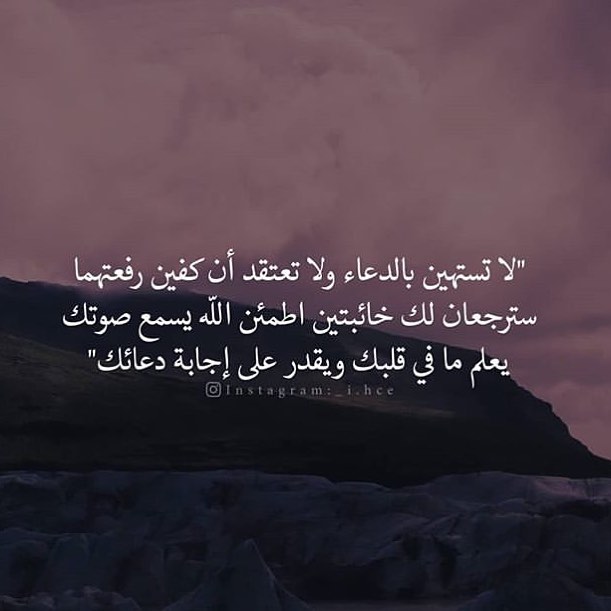 "لا تستهين بالدعاء ولا تعتقد أن كفين رفعتهما
سترجعان لك خائبتين اطمئن الله يسمع صوتك
يعلم ما في قلبك ويقدر على إجابة دعائك"
Instagram:_i.hce